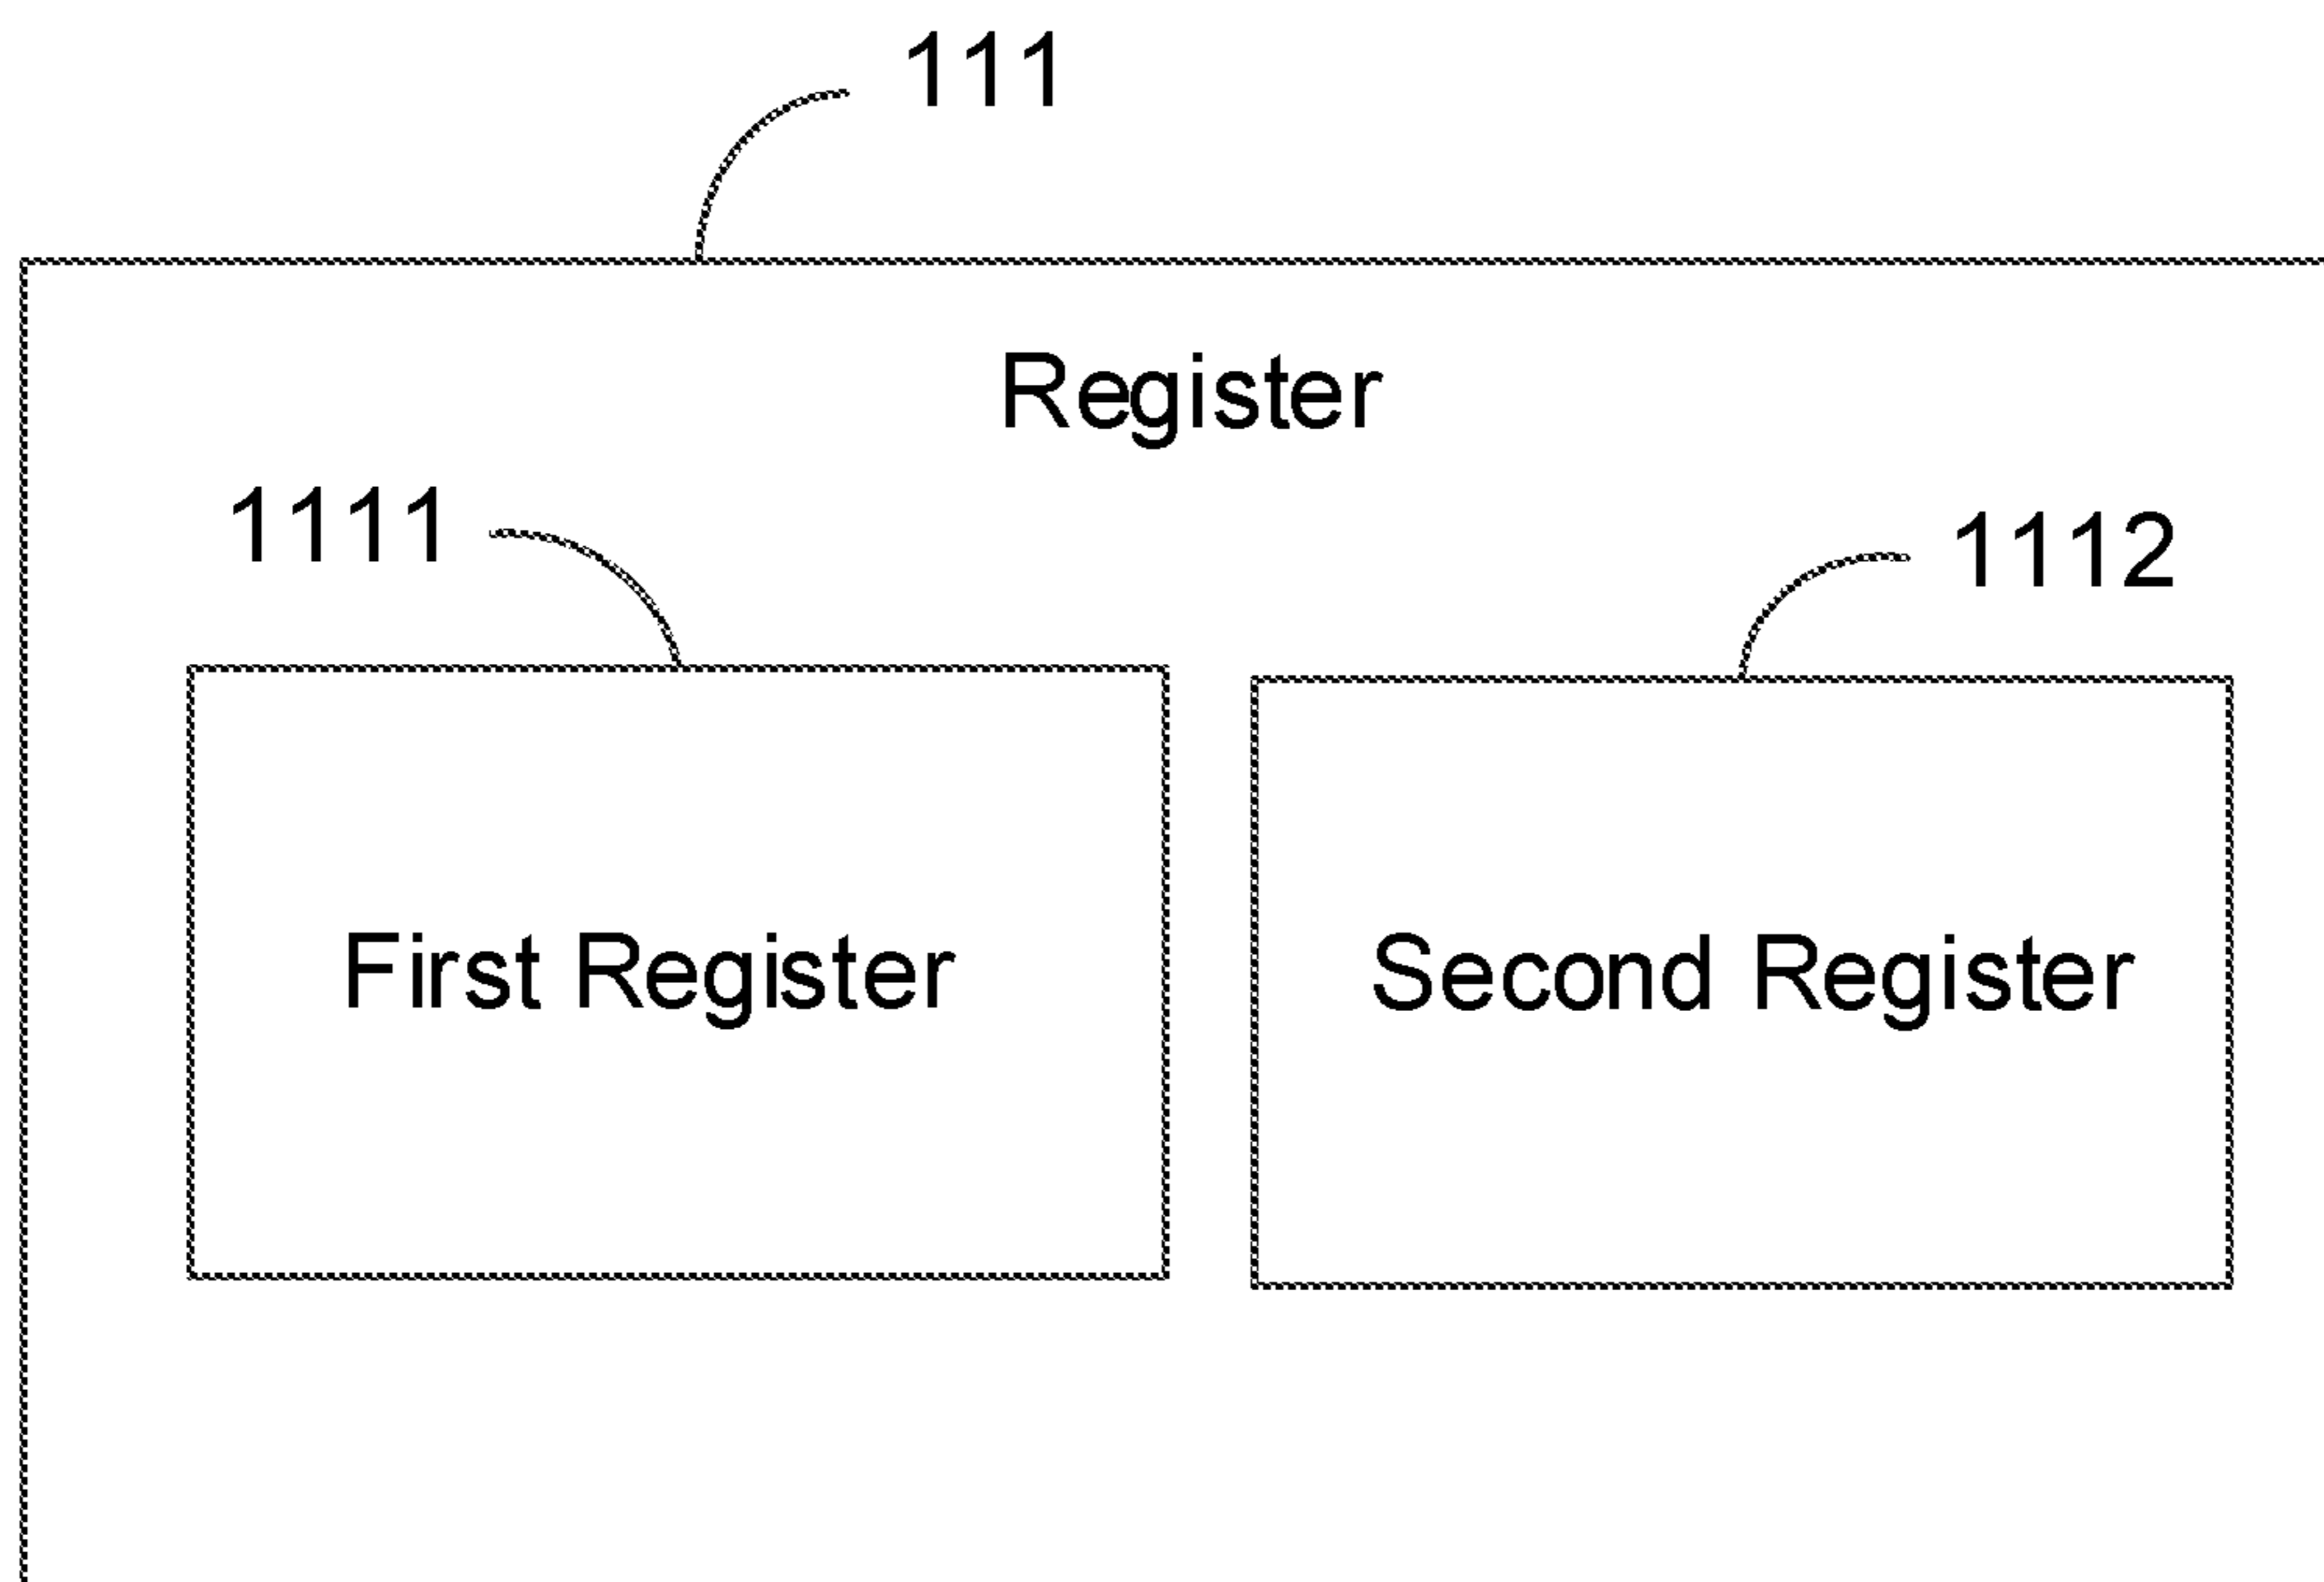 111
Register
1111
1112
First Register
Second Register